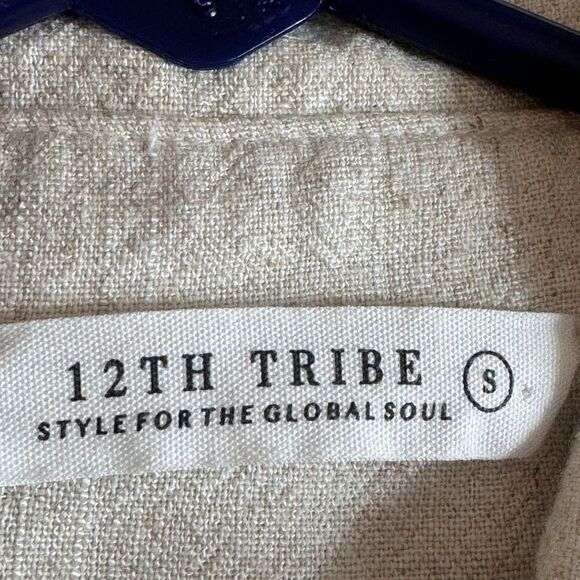 12TH TRIBE S
STYLE FOR THE GLOBAL SOUL